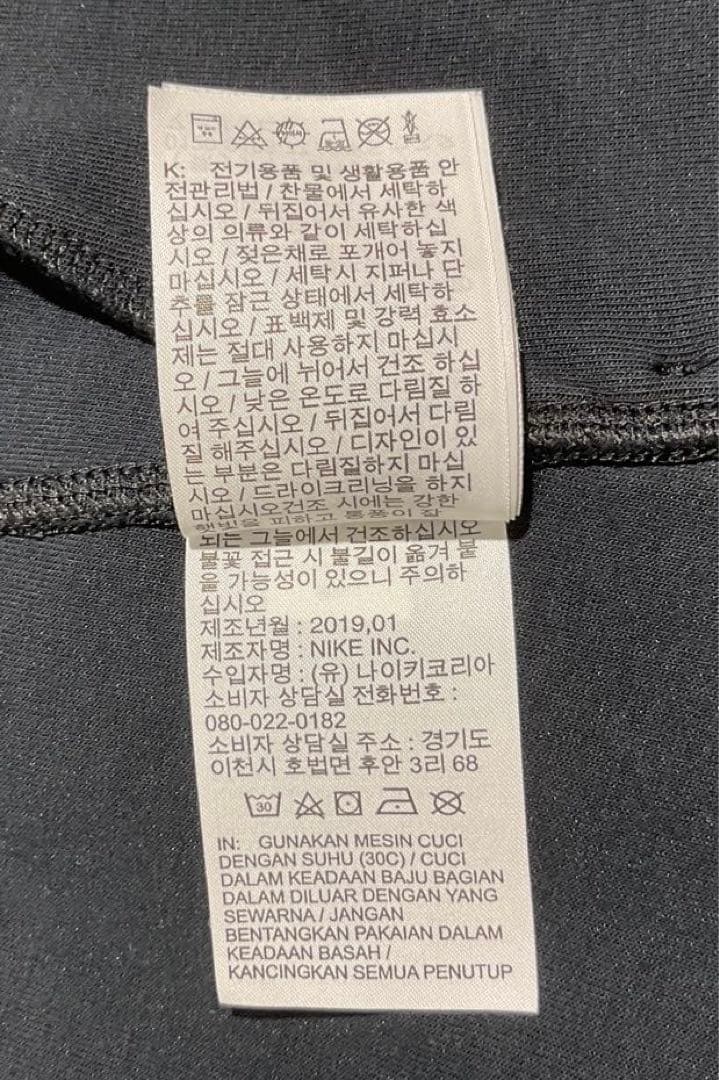 K: 전기용품 및 생활용품 안
전관리법 / 찬물에서 세탁하
십시오 / 뒤집어서 유사한 색
상의 의류와 같이 세탁하십
시오 / 젖은채로 포개어 놓지
마십시오 / 세탁시 지퍼나 단
추를 잠근 상태에서 세탁하
십시오 / 표백제 및 강력 효소
제는 절대 사용하지 마십시
오 / 그늘에 뉘어서 건조 하십
시오 / 낮은 온도로 다림질 하
여 주십시오 / 뒤집어서 다림
질 해주십시오 / 디자인이 있
는 부분은 다림질하지 마십
시오 / 드라이크리닝을 하지
마십시오건조 시에는 강한
햇빛을 피하고 통풍이 잘
되는 그늘에서 건조하십시오
불꽃 접근 시 불길이 옮겨 붙
을 가능성이 있으니 주의하
십시오
제조년월 : 2019,01
제조자명 : NIKE INC.
수입자명 : (유) 나이키코리아
소비자 상담실 전화번호 :
080-022-0182
소비자 상담실 주소 : 경기도
이천시 호법면 후안 3리 68
30
IN: GUNAKAN MESIN CUCI
DENGAN SUHU (30C) / CUCI
DALAM KEADAAN BAJU BAGIAN
DALAM DILUAR DENGAN YANG
SEWARNA / JANGAN
BENTANGKAN PAKAIAN DALAM
KEADAAN BASAH /
KANCINGKAN SEMUA PENUTUP